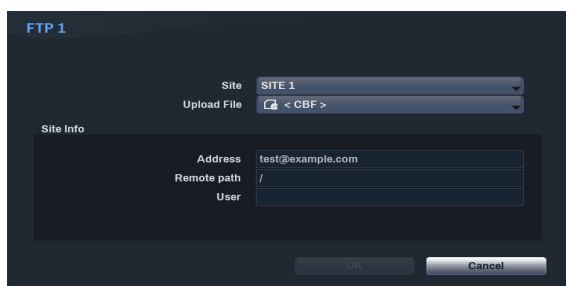 FTP 1
Site SITE 1
Upload File < CBF >
Site Info
Address test@example.com
Remote path /
User
OK Cancel